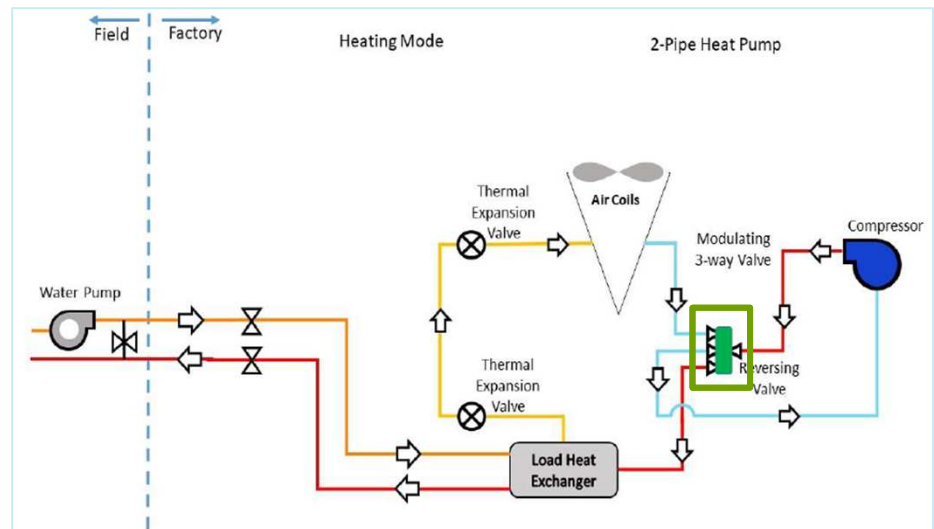 Field
Factory
Heating Mode
2-Pipe Heat Pump
Thermal
Expansion
Valve
Air Coils
Modulating
3-way Valve
Compressor
Water Pump
Reversing
Valve
Thermal
Expansion
Valve
Load Heat
Exchanger